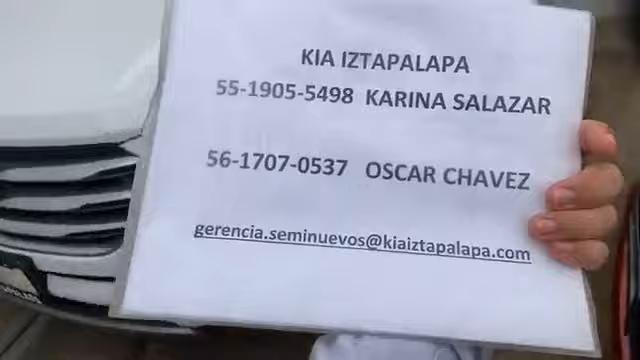 KIA IZTAPALAPA
55-1905-5498 KARINA SALAZAR
56-1707-0537 OSCAR CHAVEZ
gerencia.seminuevos@kiaiztapalapa.com